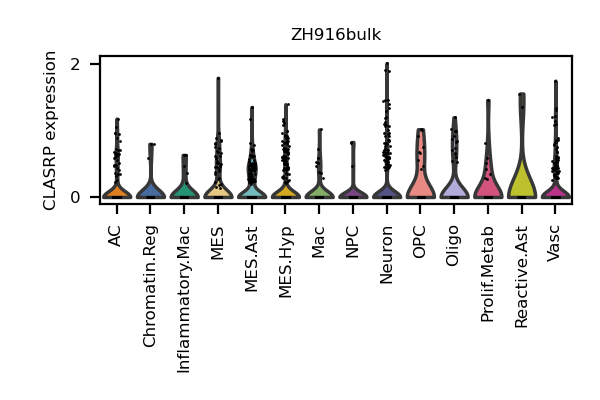 ZH916bulk
CLASRP expression
2
0
AC
Chromatin.Reg
Inflammatory.Mac
MES
MES.Ast
MES.Hyp
Mac
NPC
Neuron
OPC
Oligo
Prolif.Metab
Reactive.Ast
Vasc